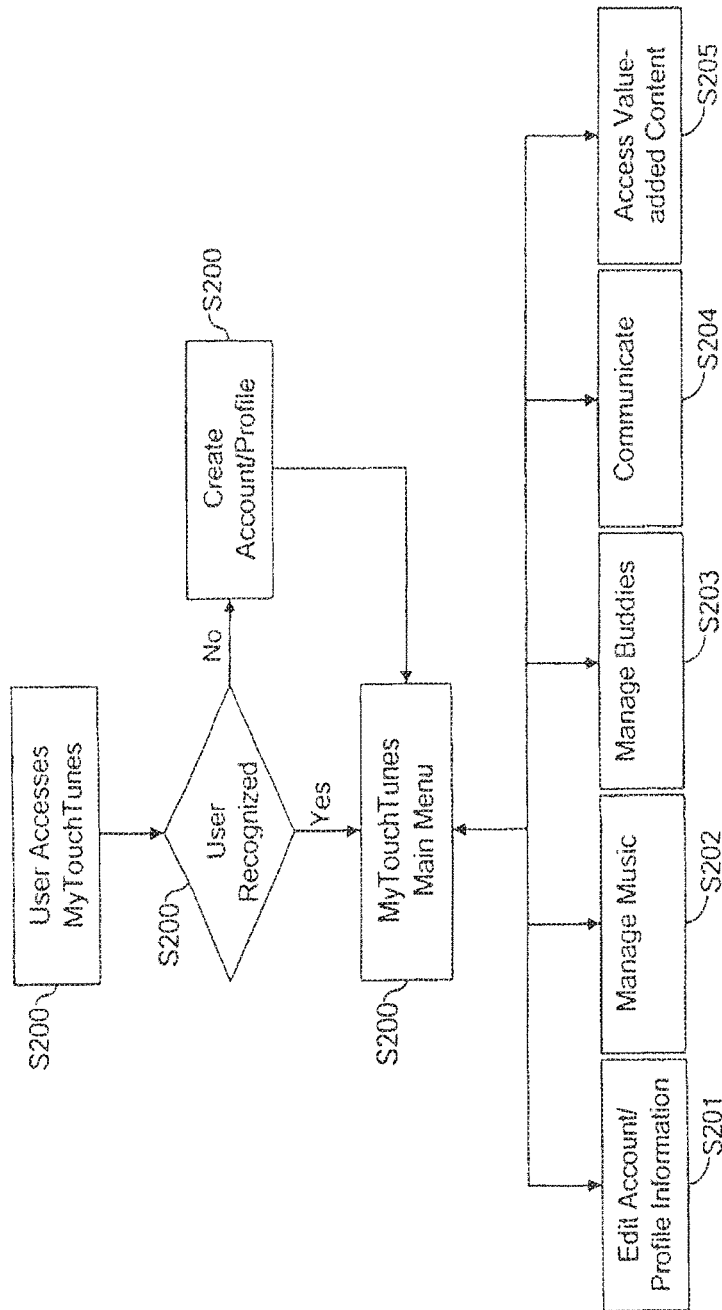 User Accesses
MyTouchTunes
S200
User
Recognized
S200
No
Create
Account/Profile
S200
Yes
MyTouchTunes
Main Menu
S200
Edit Account/
Profile Information
S201
Manage Music
S202
Manage Buddies
S203
Communicate
S204
Access Value-
added Content
S205